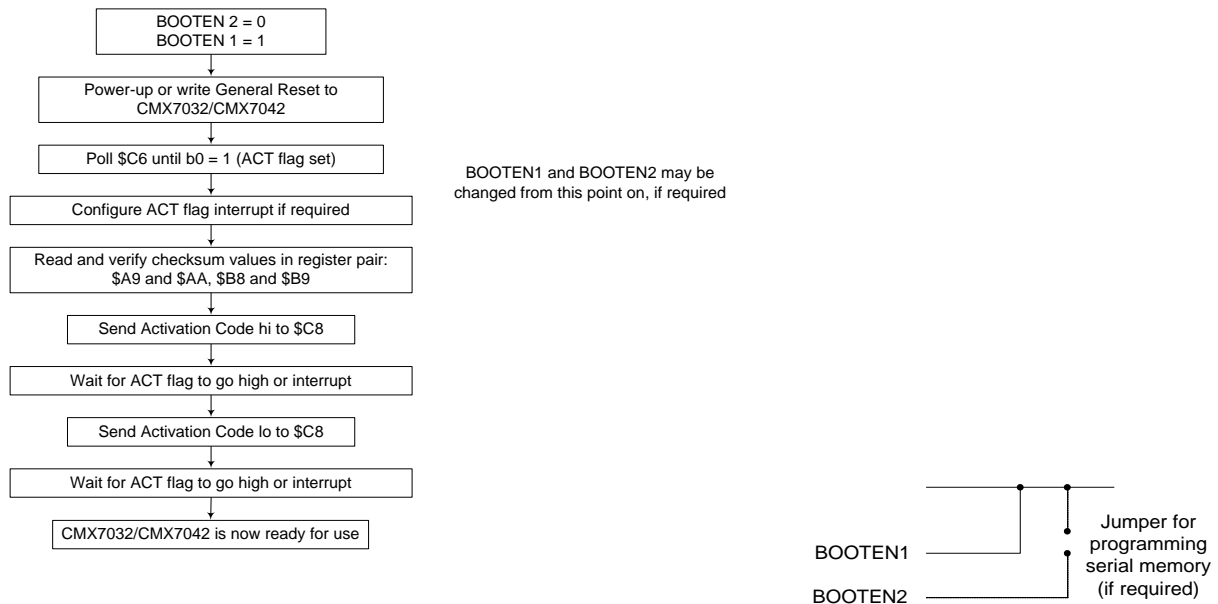 BOOTEN 2 = 0
BOOTEN 1 = 1
Power-up or write General Reset to
CMX7032/CMX7042
Poll $C6 until b0 = 1 (ACT flag set)
BOOTEN1 and BOOTEN2 may be
changed from this point on, if required
Configure ACT flag interrupt if required
Read and verify checksum values in register pair:
$A9 and $AA, $B8 and $B9
Send Activation Code hi to $C8
Wait for ACT flag to go high or interrupt
Send Activation Code lo to $C8
Wait for ACT flag to go high or interrupt
CMX7032/CMX7042 is now ready for use
BOOTEN1
BOOTEN2
Jumper for
programming
serial memory
(if required)